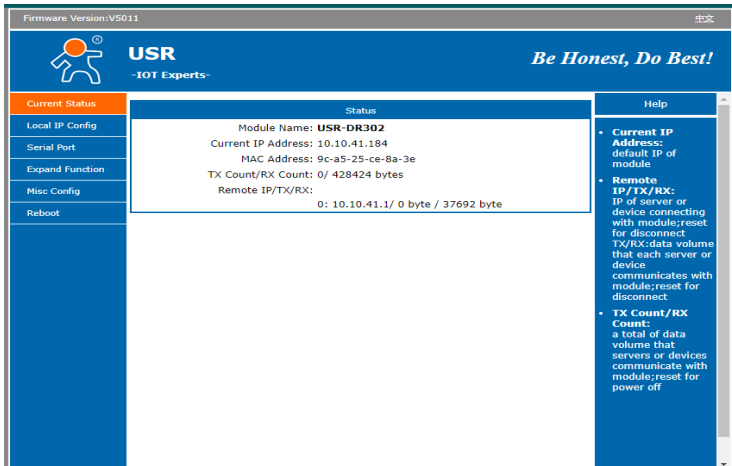 Firmware Version:V5011
中文
®
USR
-IOT Experts-
Be Honest, Do Best!
Current Status
Local IP Config
Serial Port
Expand Function
Misc Config
Reboot
Status
Module Name: USR-DR302
Current IP Address: 10.10.41.184
MAC Address: 9c-a5-25-ce-8a-3e
TX Count/RX Count: 0/ 428424 bytes
Remote IP/TX/RX:
0: 10.10.41.1/ 0 byte / 37692 byte
Help
• Current IP
Address:
default IP of
module
• Remote
IP/TX/RX:
IP of server or
device connecting
with module;reset
for disconnect
TX/RX:data volume
that each server or
device
communicates with
module;reset for
disconnect
• TX Count/RX
Count:
a total of data
volume that
servers or devices
communicate with
module;reset for
power off